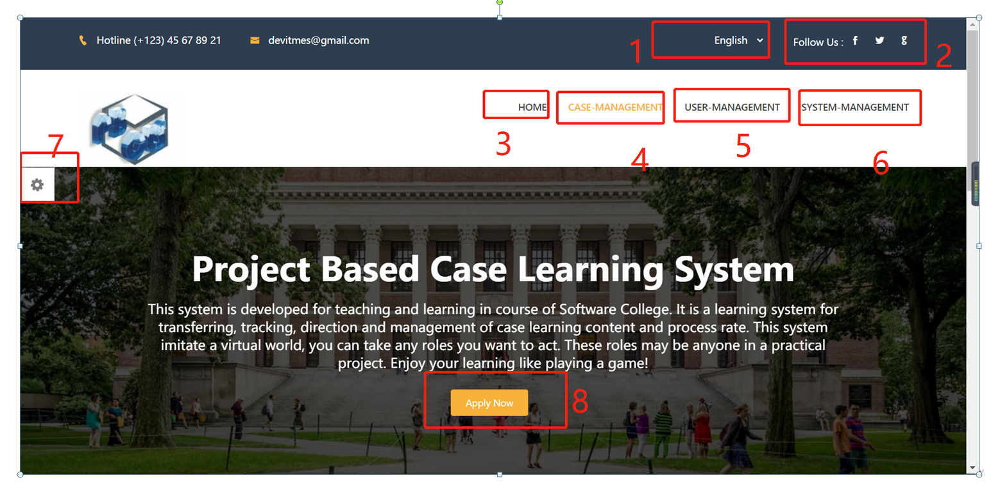 Hotline (+123) 45 67 89 21
devitmes@gmail.com
1
English
Follow Us :
2
HOME
CASE-MANAGEMENT
USER-MANAGEMENT
SYSTEM-MANAGEMENT
3
4
5
6
7
Project Based Case Learning System
This system is developed for teaching and learning in course of Software College. It is a learning system for
transferring, tracking, direction and management of case learning content and process rate. This system
imitate a virtual world, you can take any roles you want to act. These roles may be anyone in a practical
project. Enjoy your learning like playing a game!
Apply Now
8